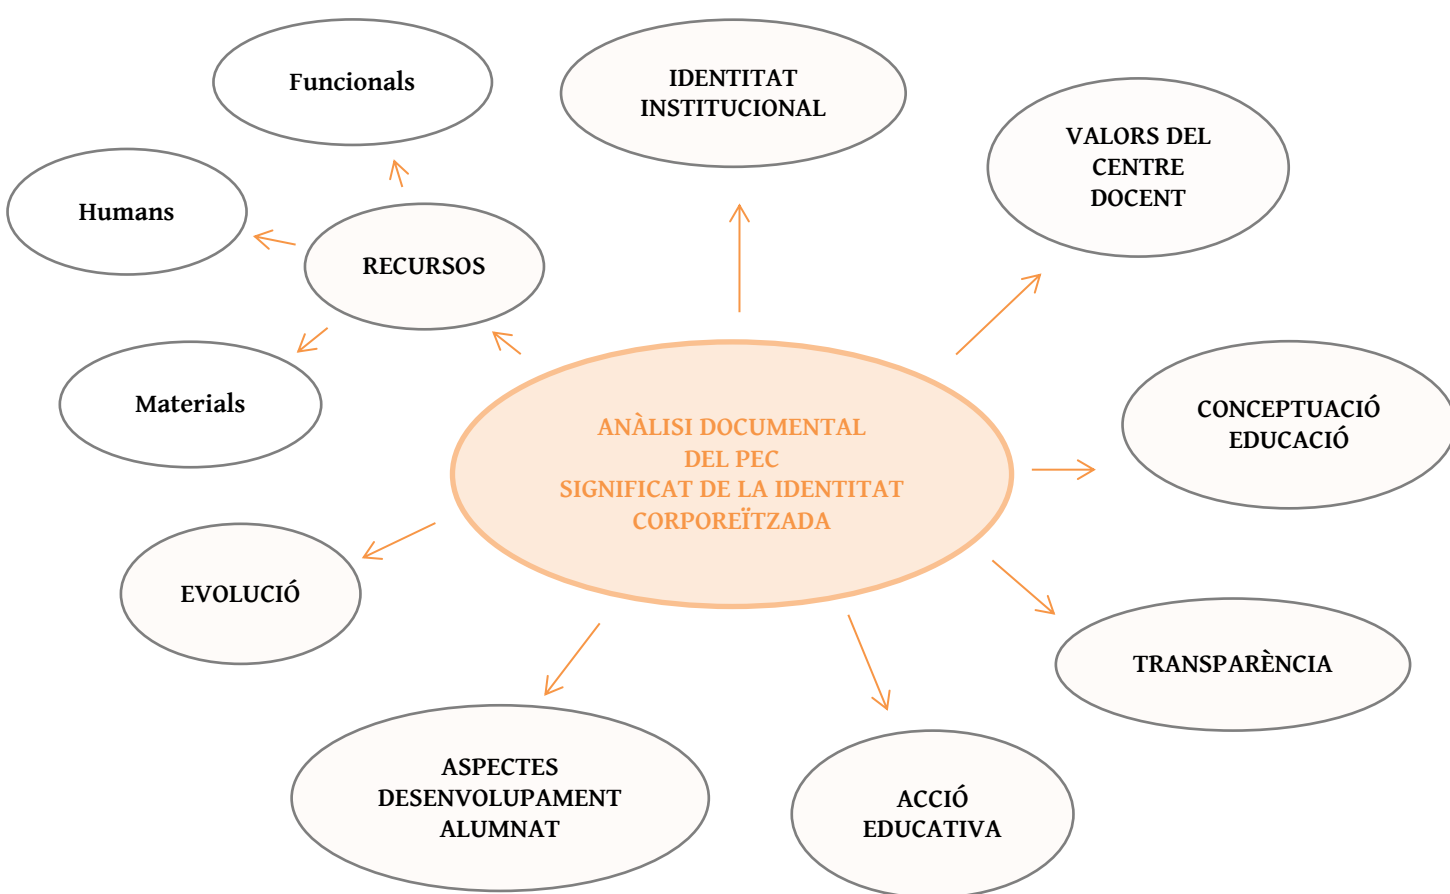 Funcionals
IDENTITAT
INSTITUCIONAL
VALORS DEL
CENTRE
DOCENT
Humans
RECURSOS
Materials
CONCEPTUACIÓ
EDUCACIÓ
ANÀLISI DOCUMENTAL
DEL PEC
SIGNIFICAT DE LA IDENTITAT
CORPOREÏTZADA
EVOLUCIÓ
TRANSPARÈNCIA
ASPECTES
DESENVOLUPAMENT
ALUMNAT
ACCIÓ
EDUCATIVA